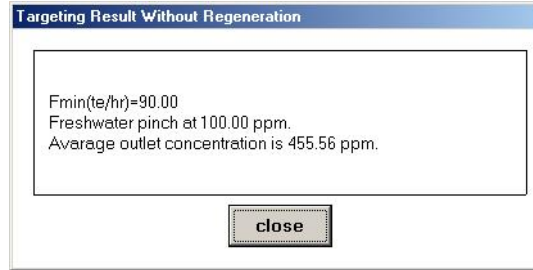 Targeting Result Without Regeneration
Fmin(te/hr)=90.00
Freshwater pinch at 100.00 ppm.
Avarage outlet concentration is 455.56 ppm.
close